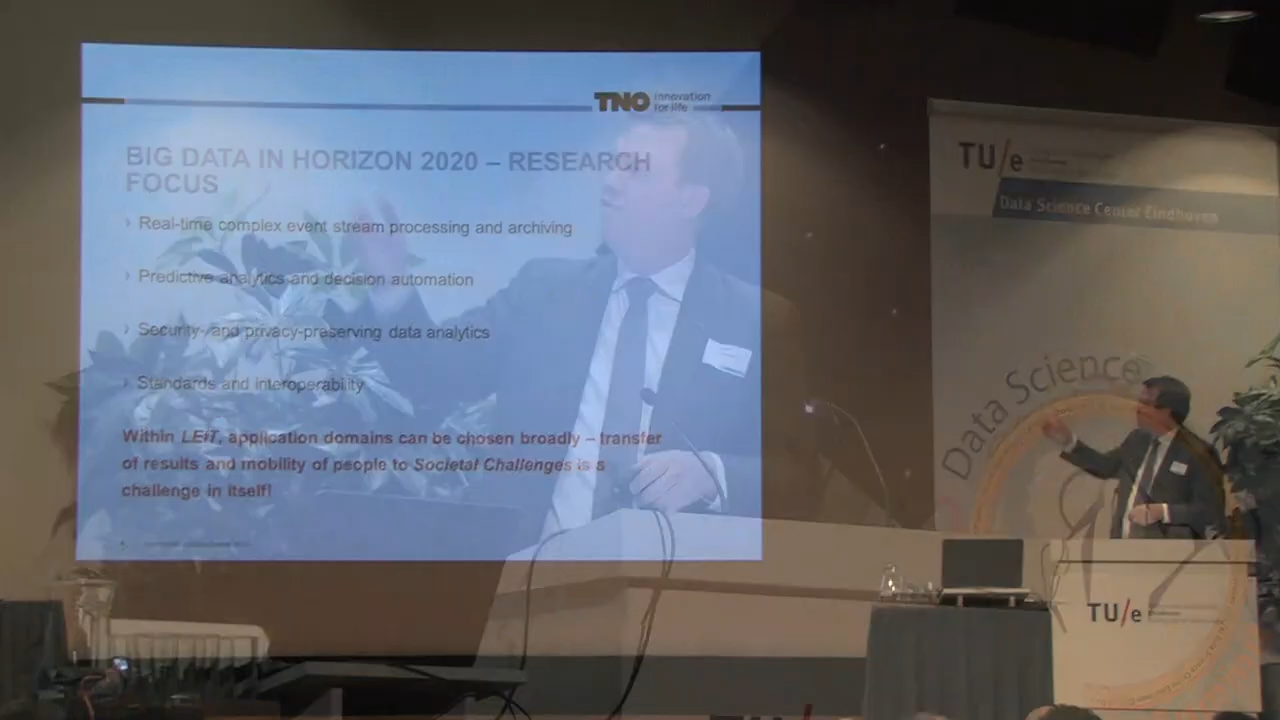 TNO innovation
for life
BIG DATA IN HORIZON 2020 – RESEARCH
FOCUS
Real-time complex event stream processing and archiving
Predictive analytics and decision automation
Security- and privacy-preserving data analytics
Standards and interoperability
Within LEIT, application domains can be chosen broadly – transfer
of results and mobility of people to Societal Challenges is s
challenge in itself!
TU/e
Data Science Center Eindhoven
Data Science
TU/e